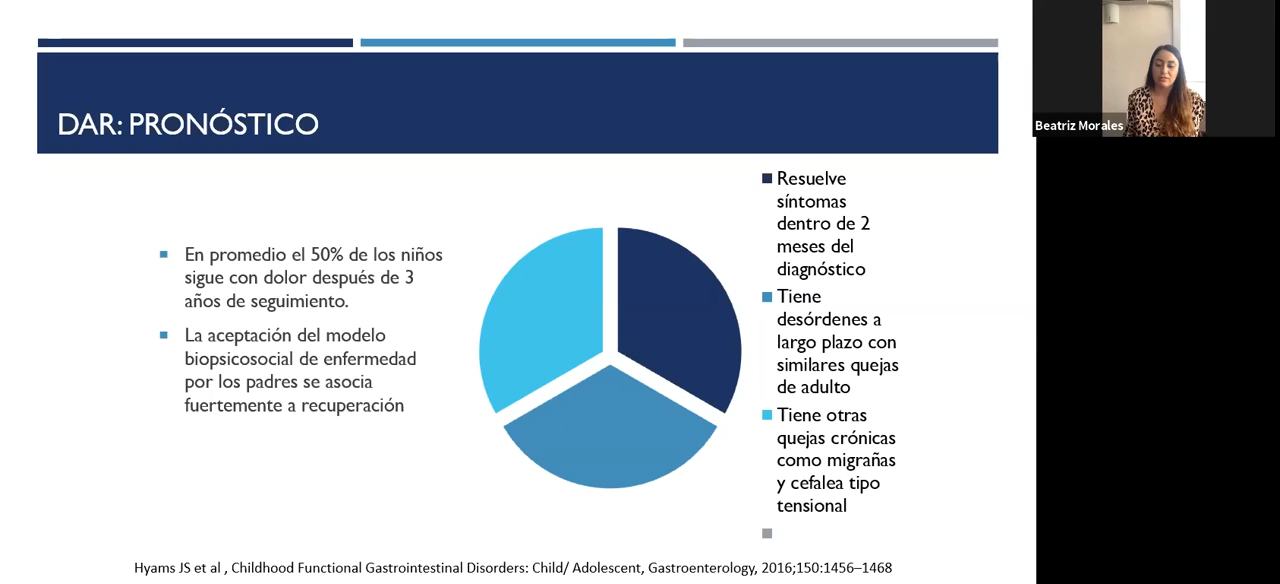 DAR: PRONÓSTICO
En promedio el 50% de los niños
sigue con dolor después de 3
años de seguimiento.
La aceptación del modelo
biopsicosocial de enfermedad
por los padres se asocia
fuertemente a recuperación
Resuelve
síntomas
dentro de 2
meses del
diagnóstico
Tiene
desórdenes a
largo plazo con
similares quejas
de adulto
Tiene otras
quejas crónicas
como migrañas
y cefalea tipo
tensional
Hyams JS et al , Childhood Functional Gastrointestinal Disorders: Child/ Adolescent, Gastroenterology, 2016;150:1456–1468
Beatriz Morales